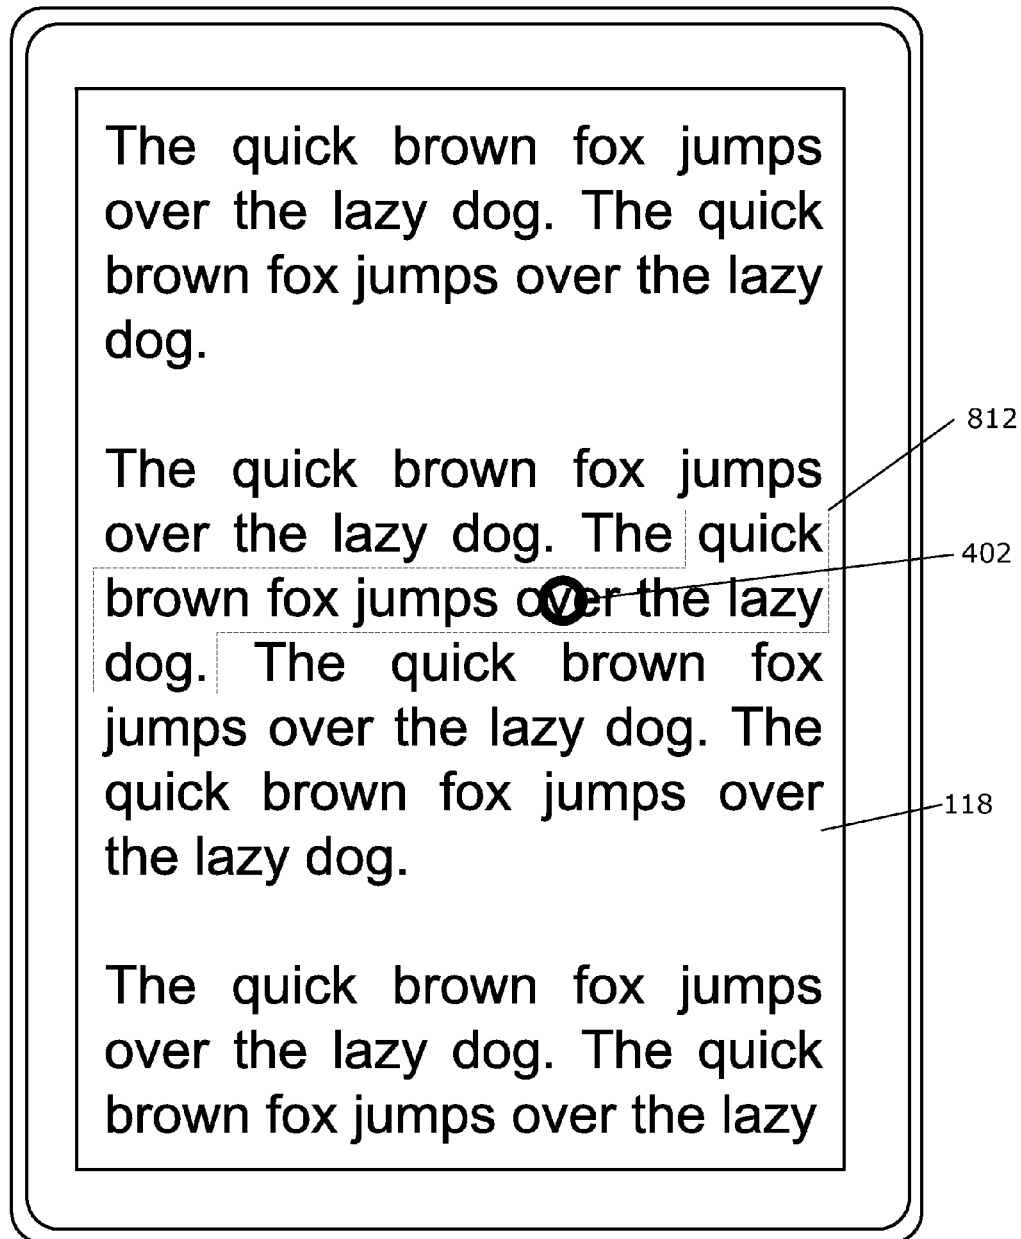 The quick brown fox jumps
over the lazy dog. The quick
brown fox jumps over the lazy
dog.
The quick brown fox jumps
over the lazy dog. The quick
brown fox jumps over the lazy
dog. The quick brown fox
jumps over the lazy dog. The
quick brown fox jumps over
the lazy dog.
The quick brown fox jumps
over the lazy dog. The quick
brown fox jumps over the lazy
812
402
118